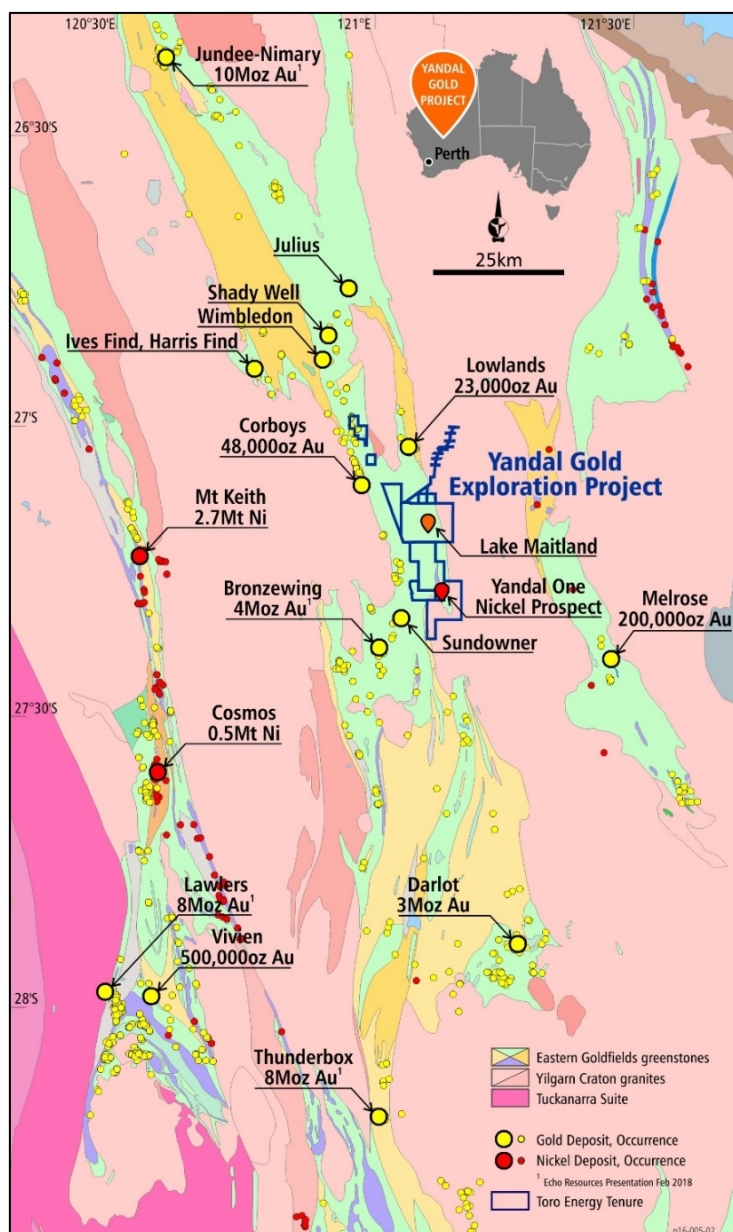 120°30'E
121°E
121°30'E
Jundee-Nimary
10Moz Au¹
YANDAL
GOLD
PROJECT
Perth
26°30'S
25km
Julius
Shady Well
Wimbledon
Ives Find, Harris Find
Lowlands
23,000oz Au
27°S
Corboys
48,000oz Au
Yandal Gold
Exploration Project
Mt Keith
2.7Mt Ni
Lake Maitland
Bronzewing
4Moz Au¹
Yandal One
Nickel Prospect
Melrose
200,000oz Au
Sundowner
27°30'S
Cosmos
0.5Mt Ni
Lawlers
8Moz Au¹
Darlot
3Moz Au
Vivien
500,000oz Au
28°S
Thunderbox
8Moz Au¹
Eastern Goldfields greenstones
Yilgarn Craton granites
Tuckanarra Suite
Gold Deposit, Occurrence
Nickel Deposit, Occurrence
¹ Echo Resources Presentation Feb 2018
Toro Energy Tenure
n16-005-02